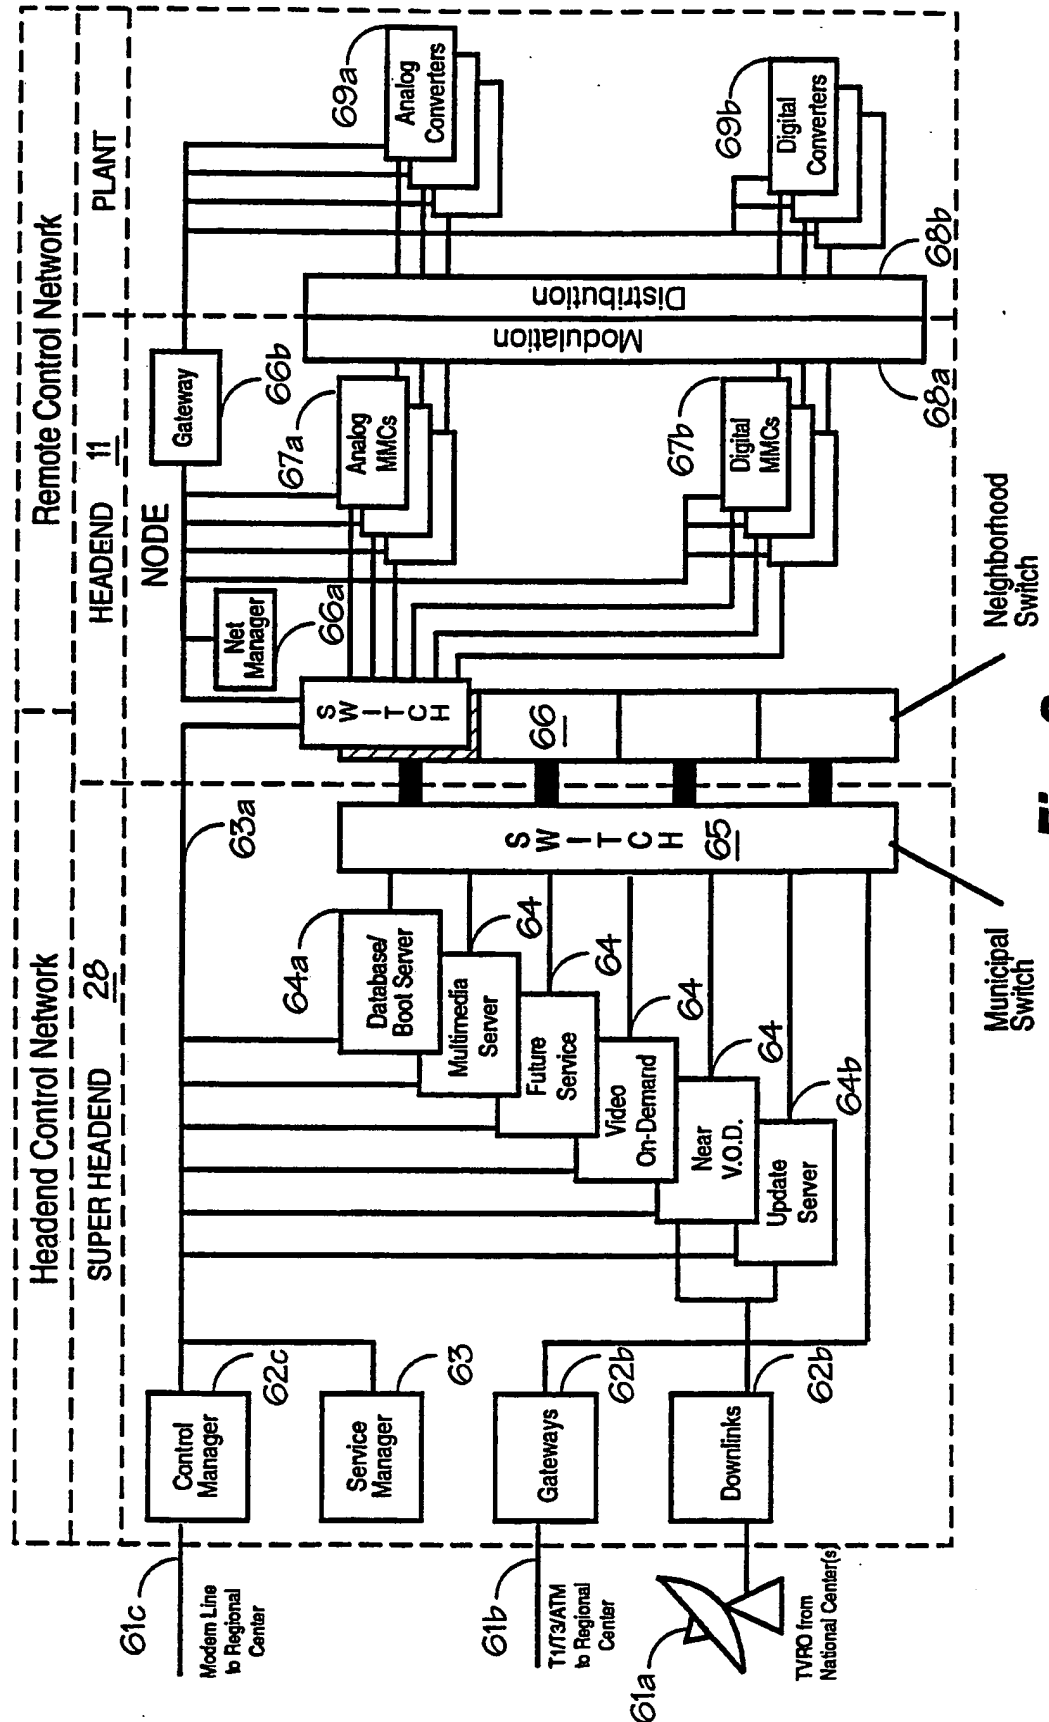 Headend Control Network
Remote Control Network
SUPER HEADEND 28
HEADEND 11
PLANT
NODE
61c
Modem Line
to Regional
Center
Control
Manager
62c
63a
Service
Manager
63
61b
T1/T3/ATM
to Regional
Center
Gateways
62b
61a
TVRO from
National Center(s)
Downlinks
62b
64a
Database/
Boot Server
Multimedia
Server
64
Future
Service
64
Video
On-Demand
64
Near
V.O.D.
64
Update
Server
64b
SWITCH
65
Municipal
Switch
SWITCH
66
Neighborhood
Switch
Net
Manager
66a
Gateway
66b
67a
Analog
MMCs
67b
Digital
MMCs
Modulation
68a
Distribution
68b
69a
Analog
Converters
69b
Digital
Converters